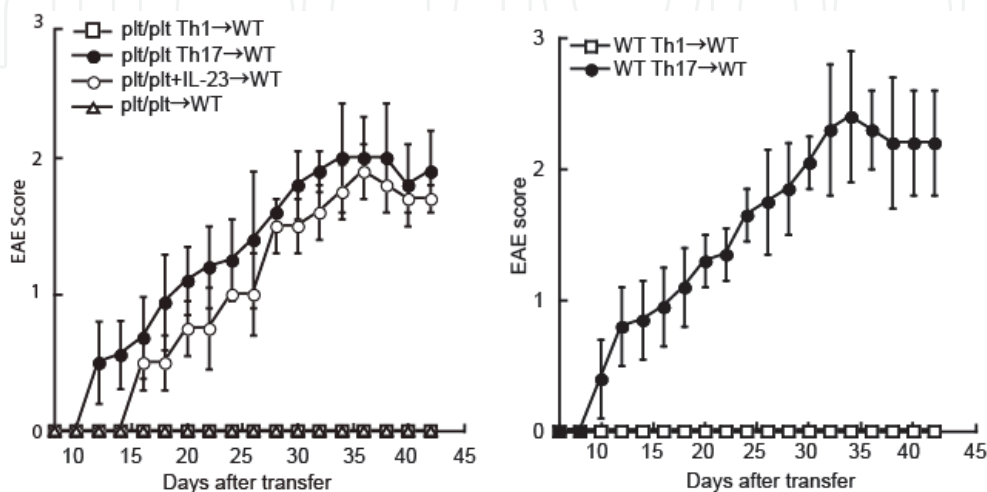 plt/plt Th1→WT
plt/plt Th17→WT
plt/plt+IL-23→WT
plt/plt→WT
3
2
1
0
EAE Score
10 15 20 25 30 35 40 45
Days after transfer
WT Th1→WT
WT Th17→WT
3
2
1
0
EAE score
10 15 20 25 30 35 40 45
Days after transfer